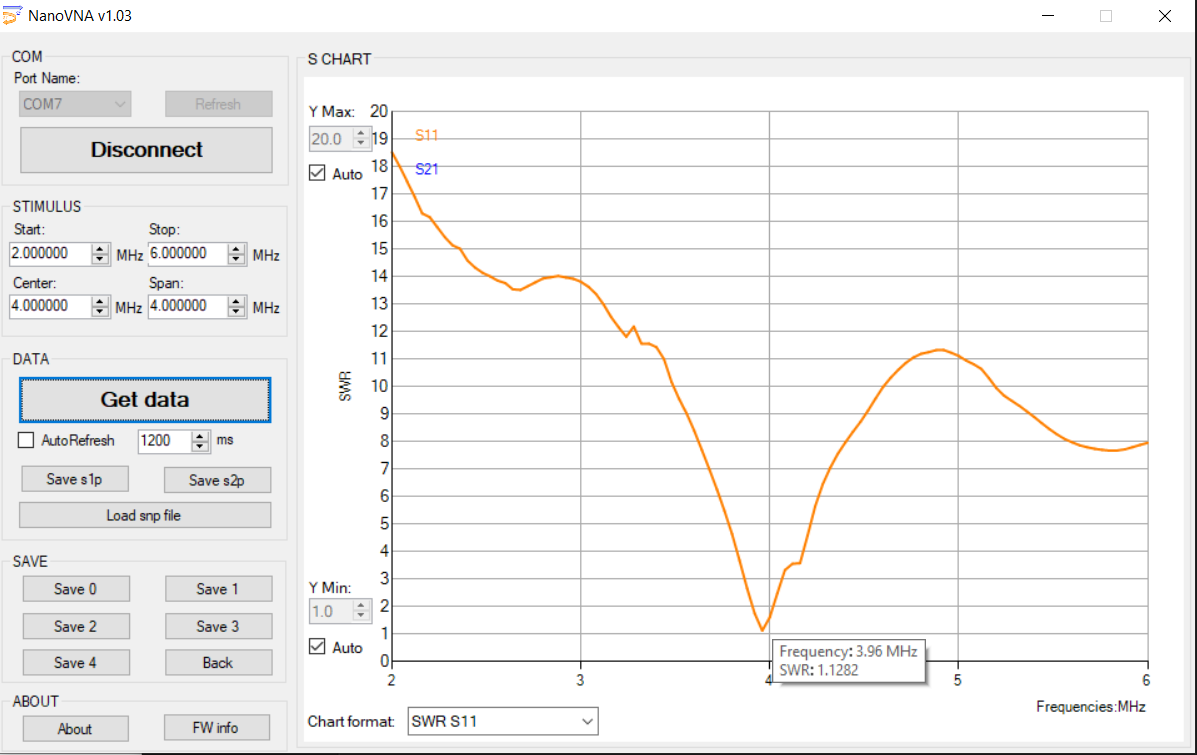 NanoVNA v1.03
COM
Port Name:
COM7
Refresh
Disconnect
STIMULUS
Start:
Stop:
2.000000
MHz
6.000000
MHz
Center:
Span:
4.000000
MHz
4.000000
MHz
DATA
Get data
AutoRefresh
1200
ms
Save s1p
Save s2p
Load snp file
SAVE
Save 0
Save 1
Save 2
Save 3
Save 4
Back
ABOUT
About
FW info
S CHART
Y Max:
20.0
Auto
S11
S21
20
19
18
17
16
15
14
13
12
11
10
9
8
7
6
5
4
3
2
1
0
SWR
Y Min:
1.0
Auto
Frequency: 3.96 MHz
SWR: 1.1282
2
3
4
5
6
Frequencies:MHz
Chart format:
SWR S11